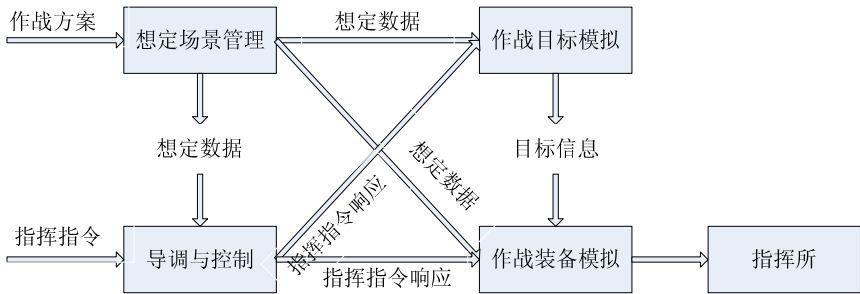 作战方案
想定场景管理
想定数据
作战目标模拟
想定数据
目标信息
想定数据
指挥指令响应
指挥指令
导调与控制
指挥指令响应
作战装备模拟
指挥所